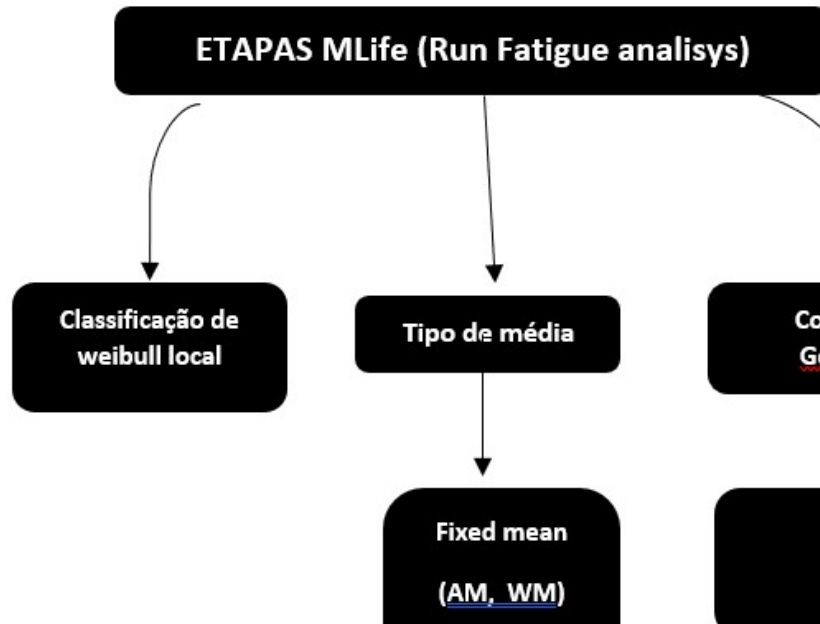 ETAPAS MLife (Run Fatigue analisys)
Classificação de
weibull local
Tipo de média
Fixed mean
(AM, WM)